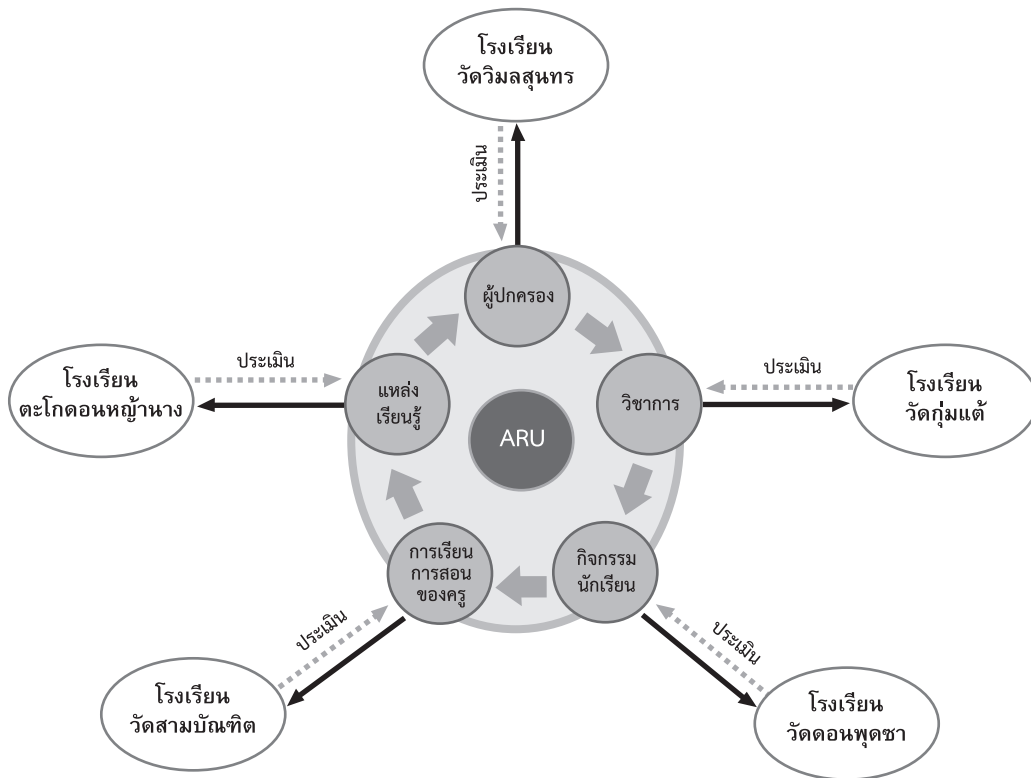 โรงเรียน
วัดวิมลสุนทร
ประเมิน
ผู้ปกครอง
ประเมิน
โรงเรียน
ตะโกดอนหญ้านาง
แหล่ง
เรียนรู้
ARU
วิชาการ
ประเมิน
โรงเรียน
วัดกุ่มแต้
การเรียน
การสอน
ของครู
กิจกรรม
นักเรียน
ประเมิน
ประเมิน
โรงเรียน
วัดสามบัณฑิต
โรงเรียน
วัดดอนพุดซา